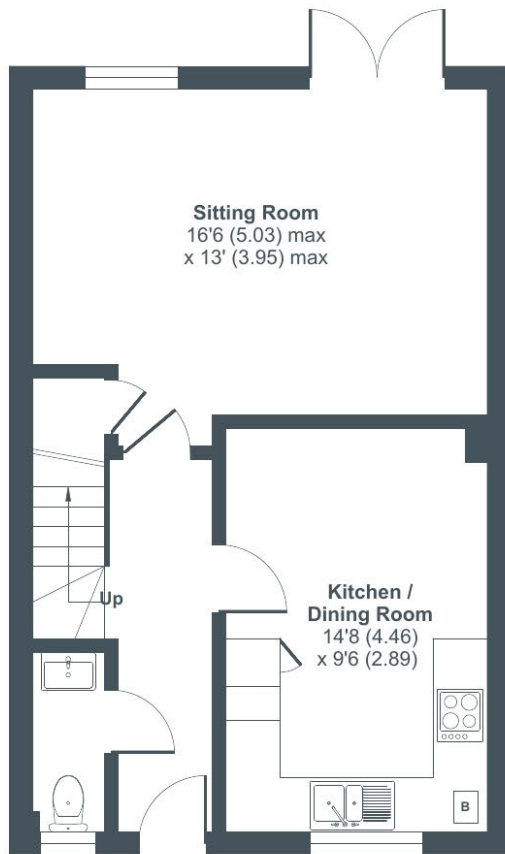 Sitting Room
16'6 (5.03) max
x 13' (3.95) max
Up
Kitchen /
Dining Room
14'8 (4.46)
x 9'6 (2.89)
B